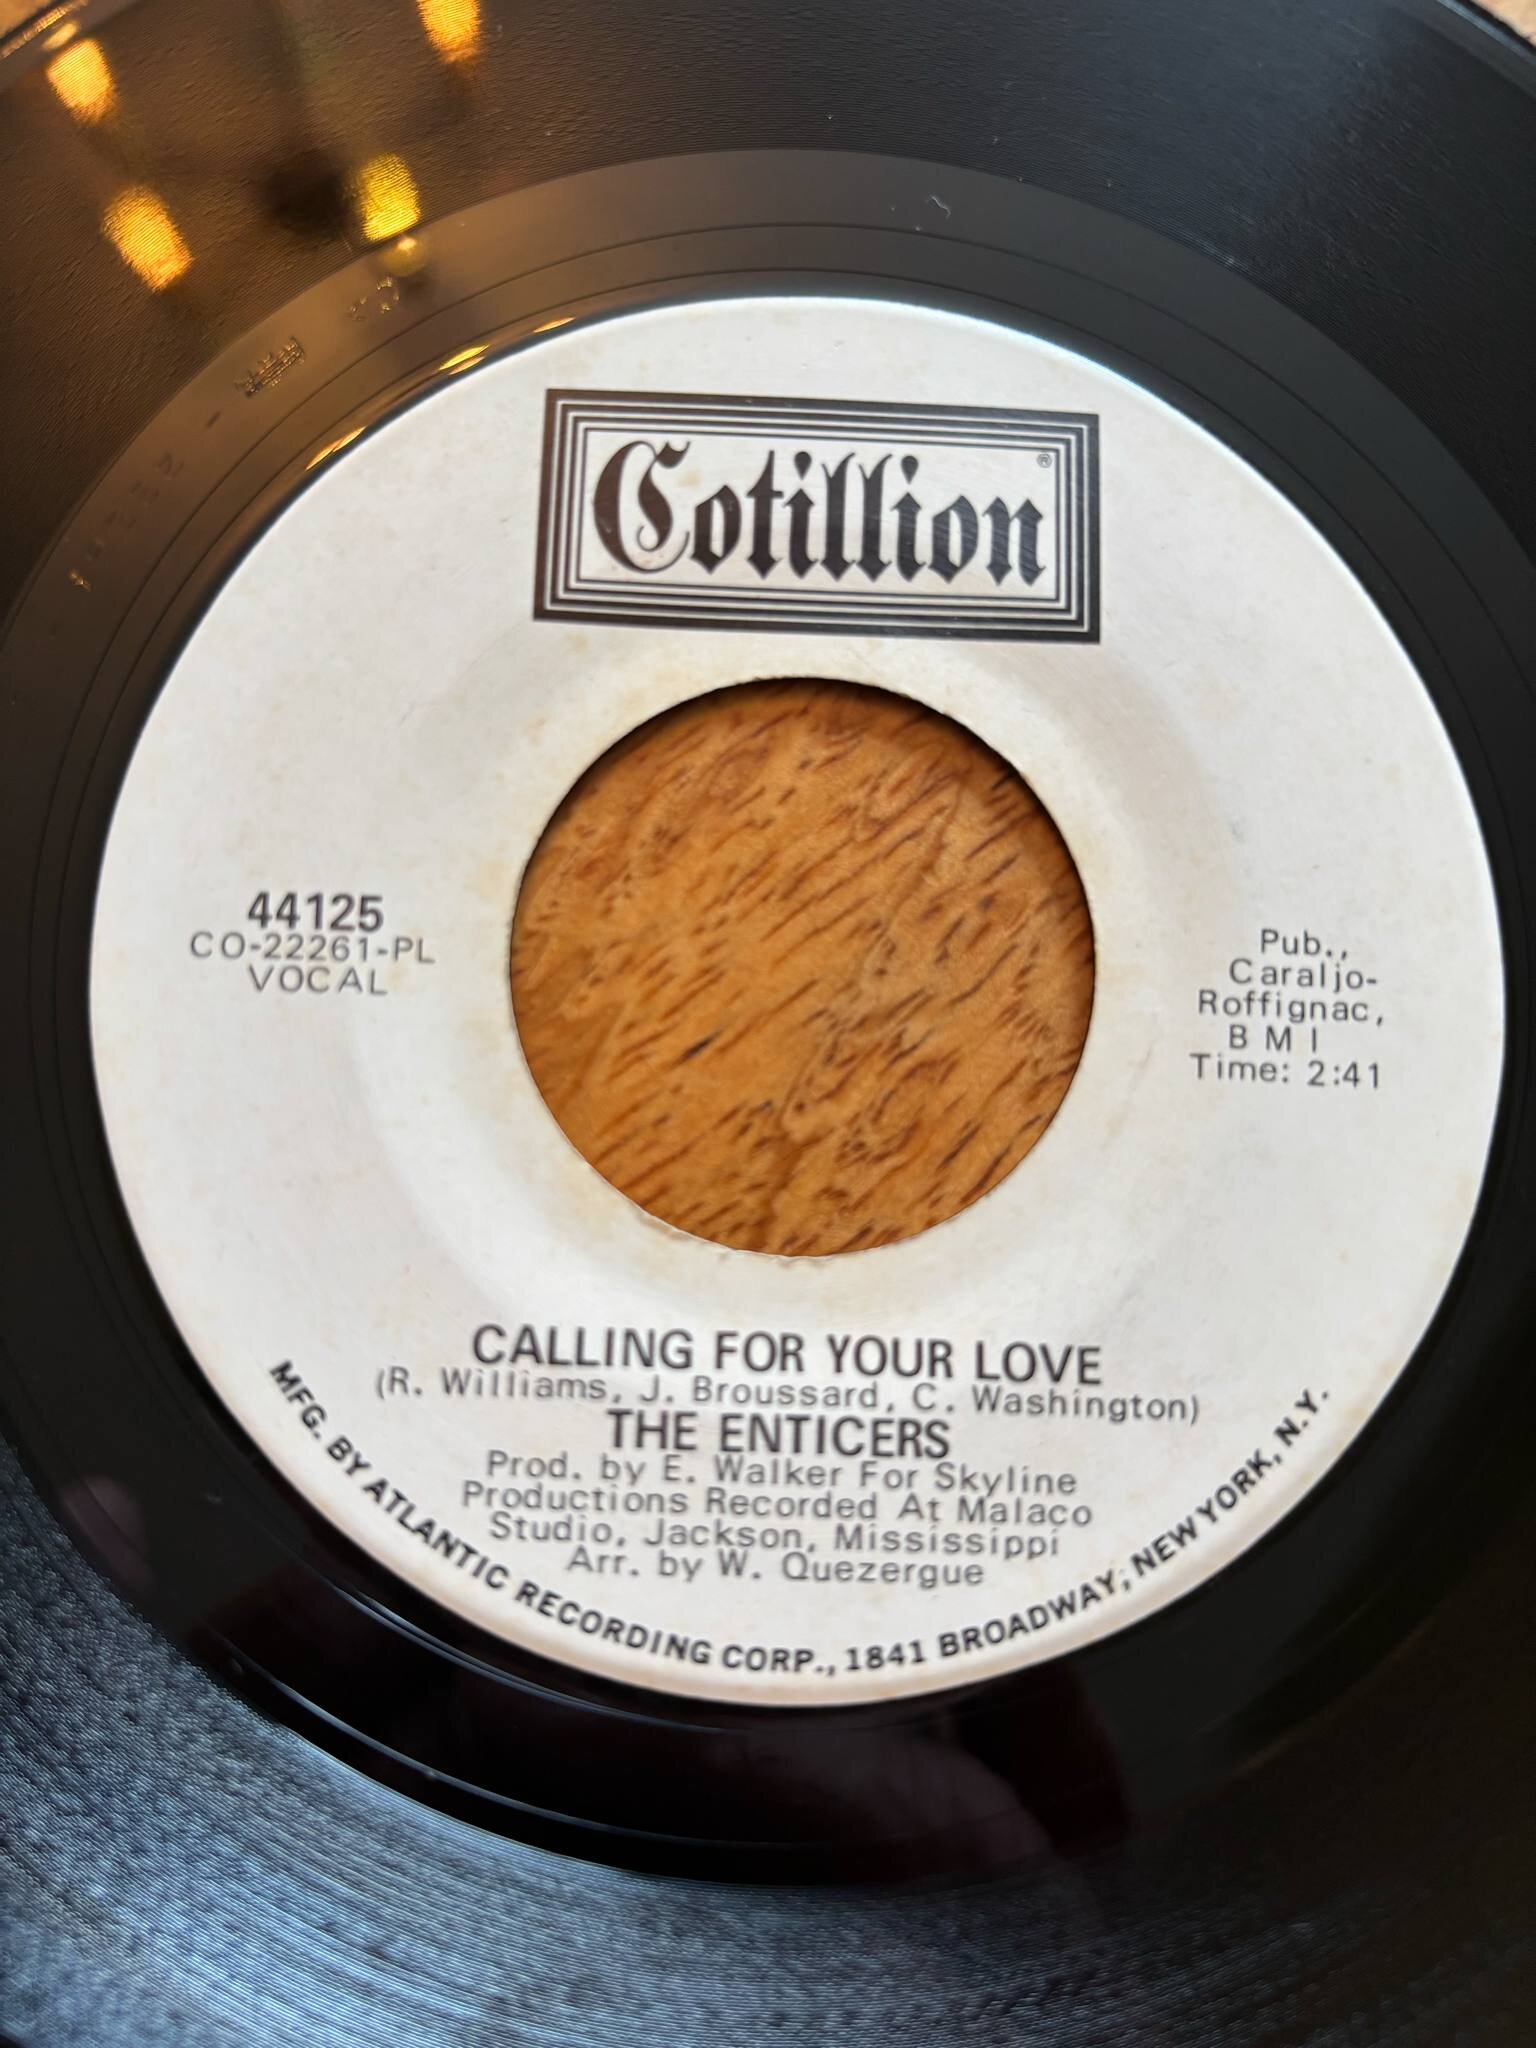 Cotillion®
44125
CO-22261-PL
VOCAL
Pub.,
Caraljo-
Roffignac,
B M I
Time: 2:41
CALLING FOR YOUR LOVE
(R. Williams, J. Broussard, C. Washington)
THE ENTICERS
Prod. by E. Walker For Skyline
Productions Recorded At Malaco
Studio, Jackson, Mississippi
Arr. by W. Quezergue
MFG. BY ATLANTIC RECORDING CORP., 1841 BROADWAY, NEW YORK, N.Y.